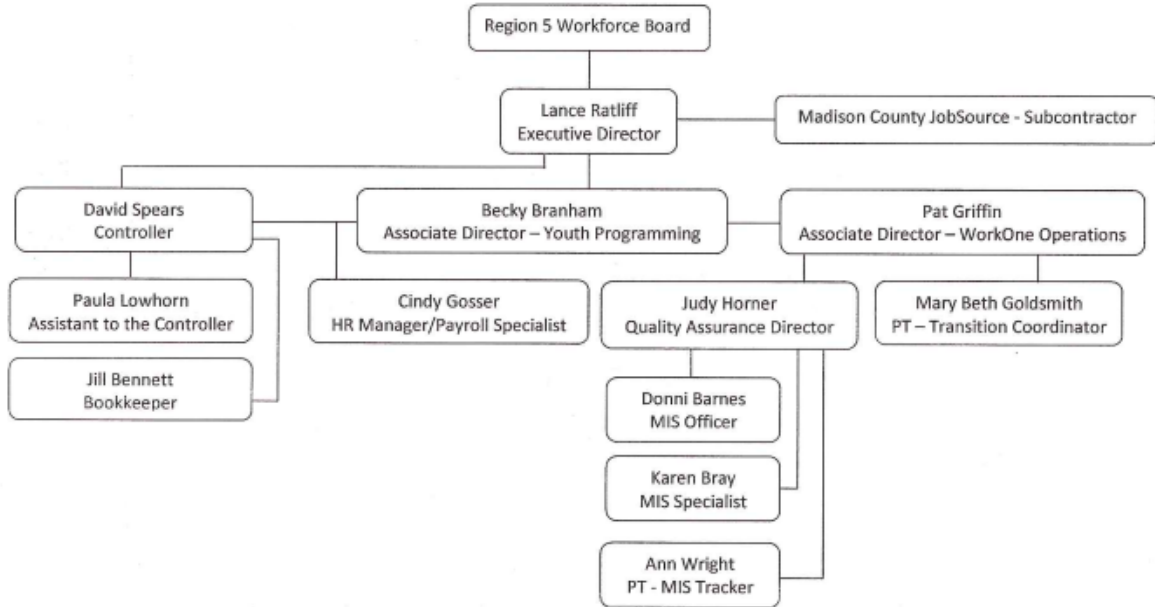 Region 5 Workforce Board
Lance Ratliff
Executive Director
Madison County JobSource - Subcontractor
David Spears
Controller
Becky Branham
Associate Director – Youth Programming
Pat Griffin
Associate Director – WorkOne Operations
Paula Lowhorn
Assistant to the Controller
Cindy Gosser
HR Manager/Payroll Specialist
Judy Horner
Quality Assurance Director
Mary Beth Goldsmith
PT – Transition Coordinator
Jill Bennett
Bookkeeper
Donni Barnes
MIS Officer
Karen Bray
MIS Specialist
Ann Wright
PT - MIS Tracker